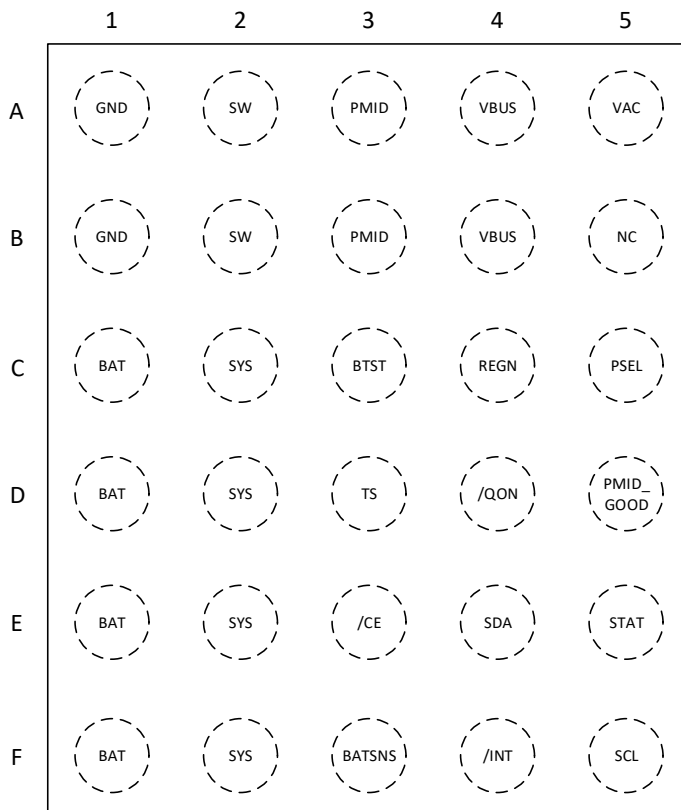 1 2 3 4 5
A GND SW PMID VBUS VAC
B GND SW PMID VBUS NC
C BAT SYS BTST REGN PSEL
D BAT SYS TS /QON PMID_
GOOD
E BAT SYS /CE SDA STAT
F BAT SYS BATSNS /INT SCL